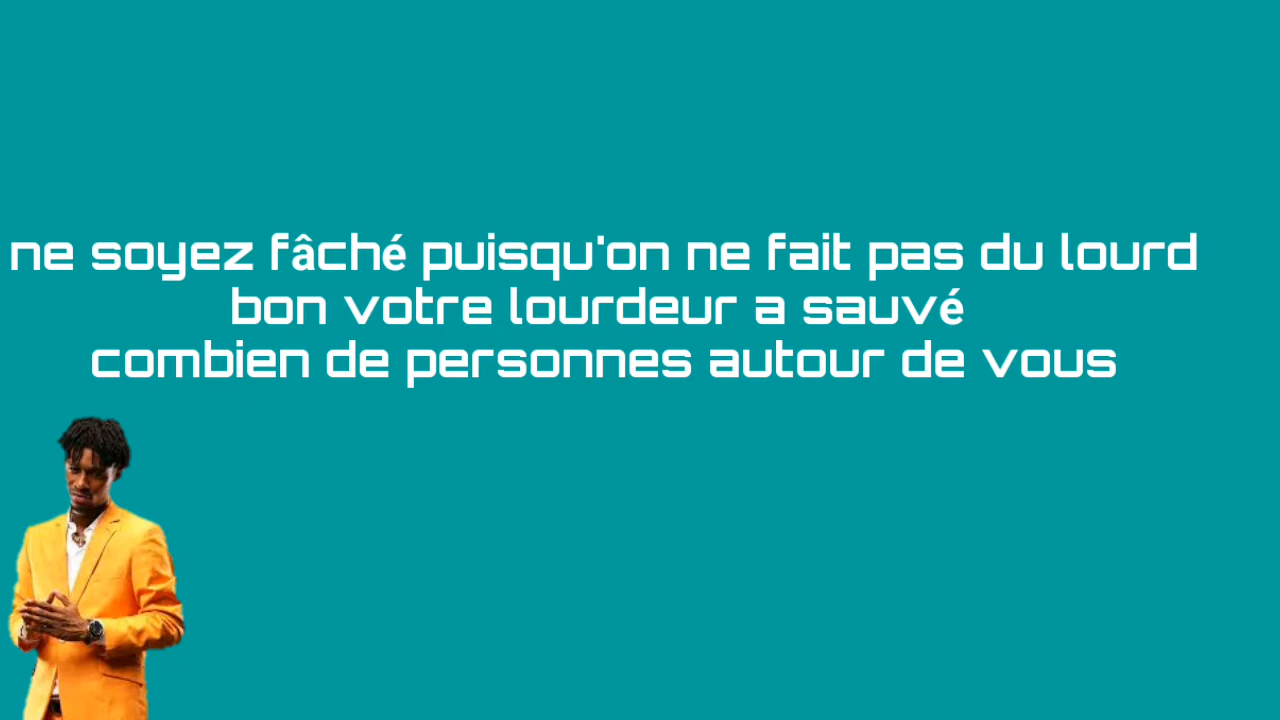 ne soyez fâché puisqu'on ne fait pas du lourd
bon votre lourdeur a sauvé
combien de personnes autour de vous